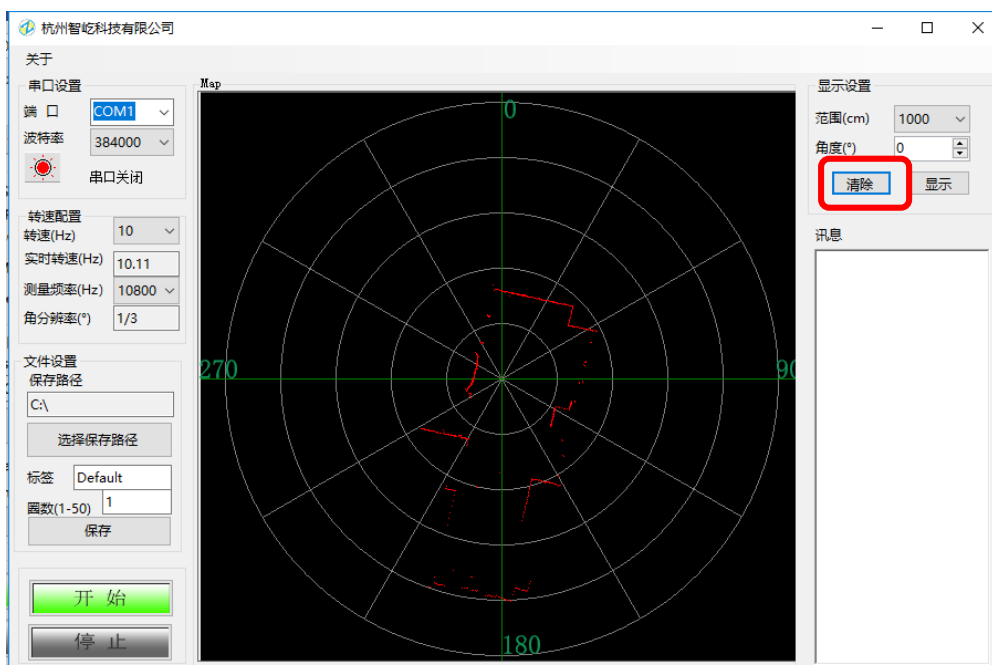 杭州智屹科技有限公司
关于
串口设置
端 口 COM1
波特率 384000
串口关闭
转速配置
转速(Hz) 10
实时转速(Hz) 10.11
测量频率(Hz) 10800
角分辨率(°) 1/3
文件设置
保存路径
C:\
选择保存路径
标签 Default
圈数(1-50) 1
保存
开 始
停 止
Map
0
270
90
180
显示设置
范围(cm) 1000
角度(°) 0
清除 显示
讯息